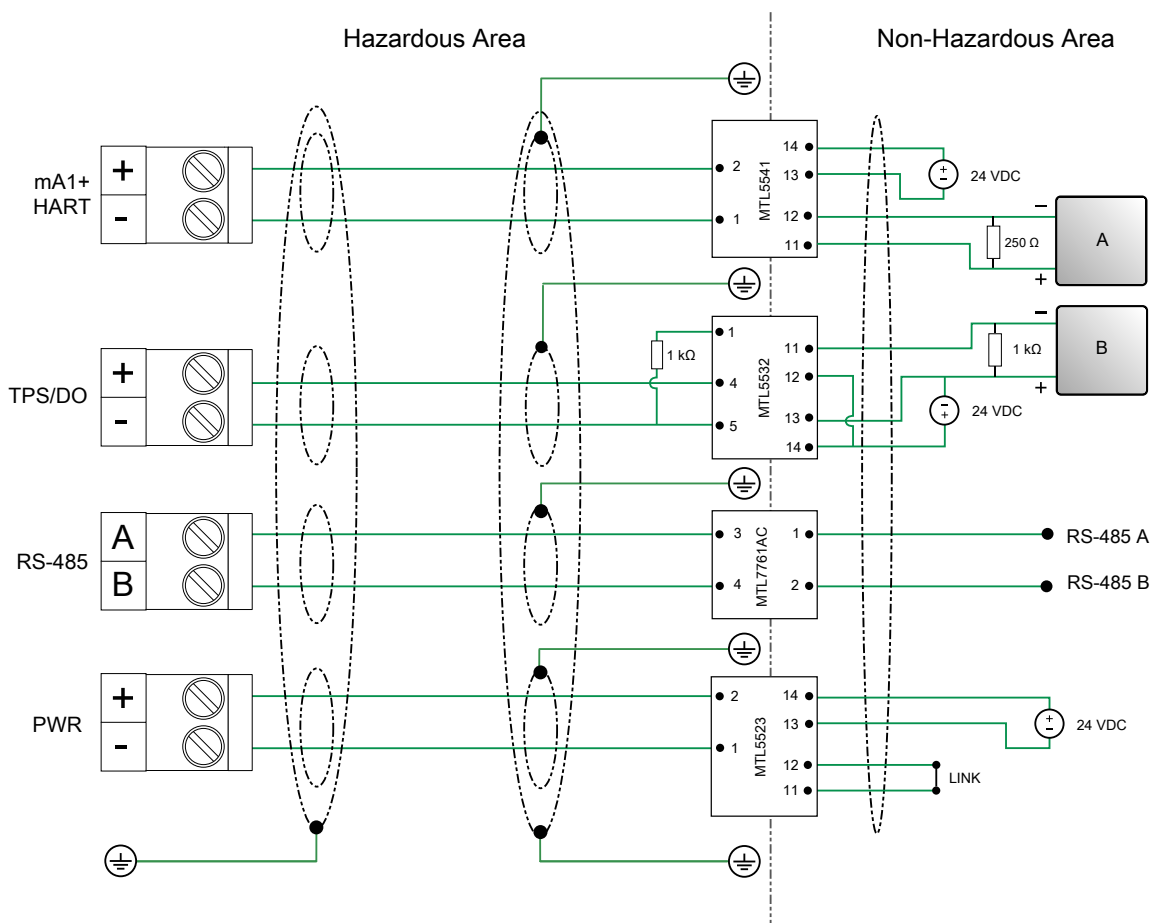 Hazardous Area
Non-Hazardous Area
mA1+
HART
+
-
2
1
MTL5541
14
13
12
11
+
-
24 VDC
250 Ω
-
+
A
TPS/DO
+
-
1 kΩ
1
4
5
MTL5532
11
12
13
14
-
+
24 VDC
1 kΩ
-
+
B
RS-485
A
B
3
4
MTL7761AC
1
2
RS-485 A
RS-485 B
PWR
+
-
2
1
MTL5523
14
13
12
11
+
-
24 VDC
LINK